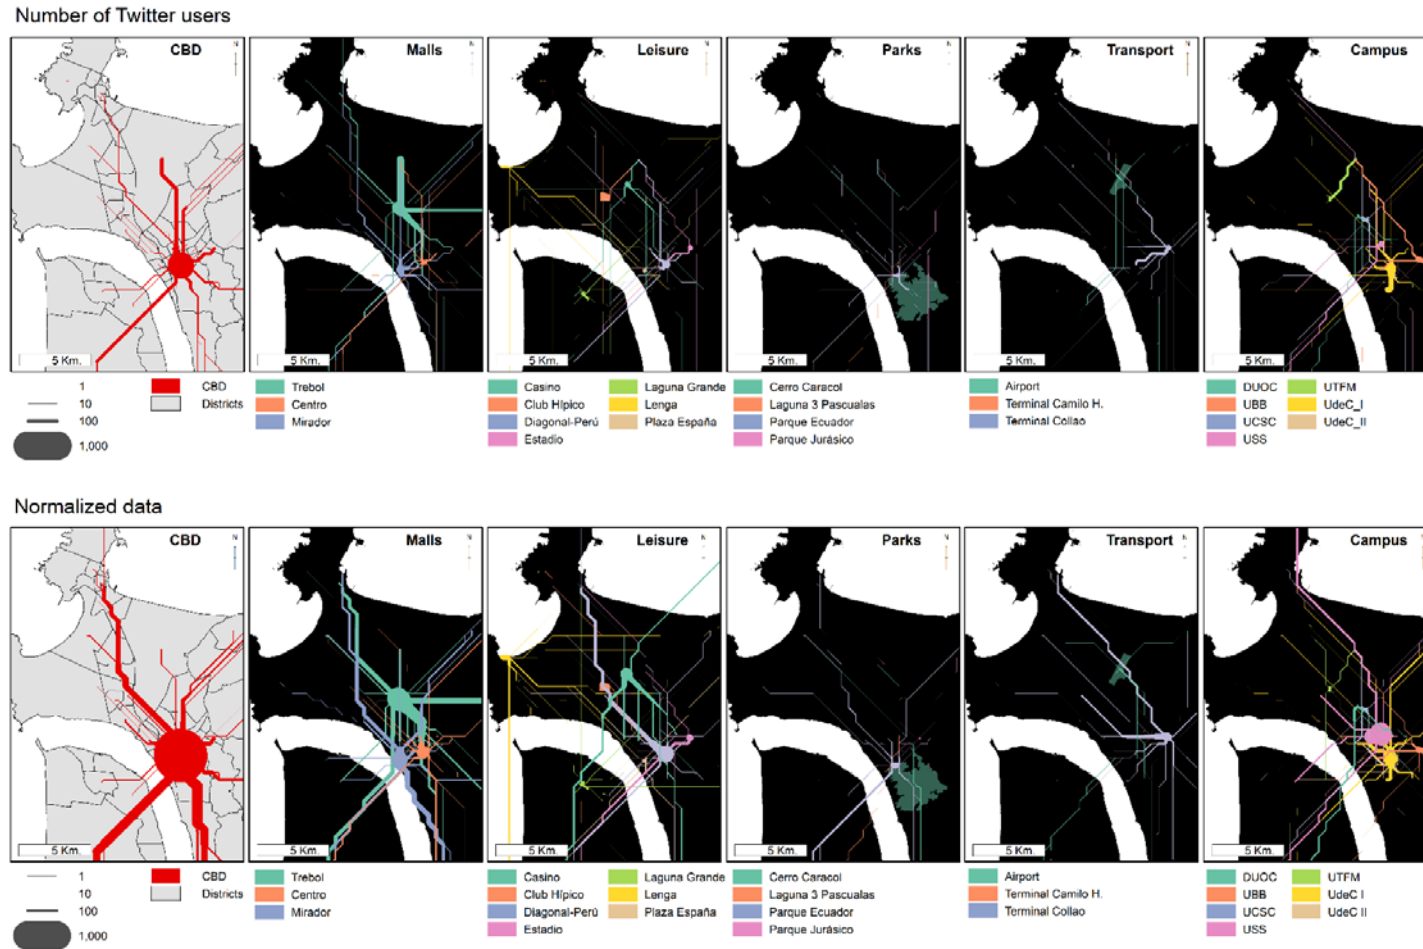 Number of Twitter users
CBD
Malls
Leisure
Parks
Transport
Campus
N
N
N
N
N
N
5 Km.
5 Km.
5 Km.
5 Km.
5 Km.
5 Km.
1
10
100
1,000
CBD
Districts
Trebol
Centro
Mirador
Casino
Club Hípico
Diagonal-Perú
Estadio
Laguna Grande
Lenga
Plaza España
Cerro Caracol
Laguna 3 Pascualas
Parque Ecuador
Parque Jurásico
Airport
Terminal Camilo H.
Terminal Collao
DUOC
UBB
UCSC
USS
UTFM
UdeC_I
UdeC_II
Normalized data
CBD
Malls
Leisure
Parks
Transport
Campus
N
N
N
N
N
N
5 Km.
5 Km.
5 Km.
5 Km.
5 Km.
5 Km.
1
10
100
1,000
CBD
Districts
Trebol
Centro
Mirador
Casino
Club Hípico
Diagonal-Perú
Estadio
Laguna Grande
Lenga
Plaza España
Cerro Caracol
Laguna 3 Pascualas
Parque Ecuador
Parque Jurásico
Airport
Terminal Camilo H.
Terminal Collao
DUOC
UBB
UCSC
USS
UTFM
UdeC I
UdeC II